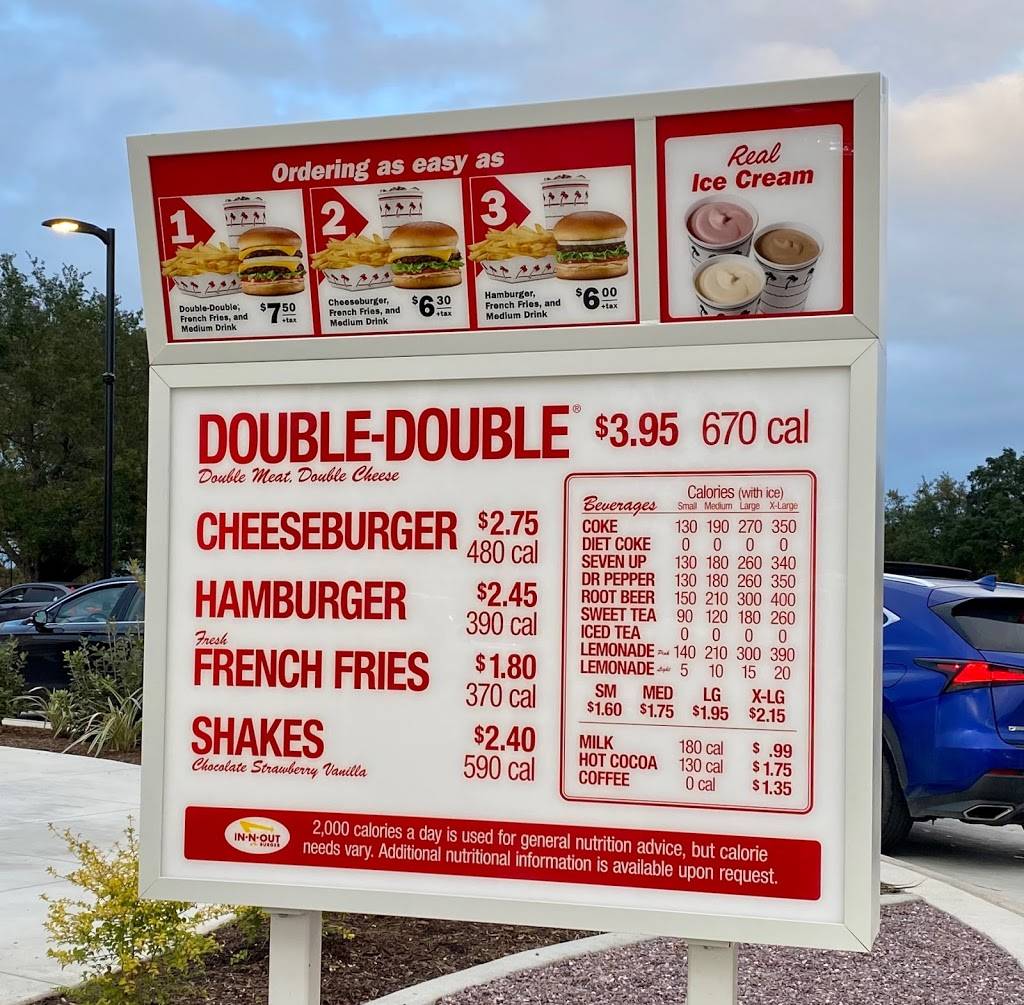 Ordering as easy as
1
Double-Double,
French Fries, and
Medium Drink
$7 50
+tax
2
Cheeseburger,
French Fries, and
Medium Drink
$6 30
+tax
3
Hamburger,
French Fries, and
Medium Drink
$6 00
+tax
Real
Ice Cream
DOUBLE-DOUBLE® $3.95 670 cal
Double Meat, Double Cheese
CHEESEBURGER $2.75
480 cal
HAMBURGER $2.45
390 cal
Fresh
FRENCH FRIES $1.80
370 cal
SHAKES $2.40
Chocolate Strawberry Vanilla 590 cal
Calories (with ice)
Beverages Small Medium Large X-Large
COKE 130 190 270 350
DIET COKE 0 0 0 0
SEVEN UP 130 180 260 340
DR PEPPER 130 180 260 350
ROOT BEER 150 210 300 400
SWEET TEA 90 120 180 260
ICED TEA 0 0 0 0
LEMONADE Pink 140 210 300 390
LEMONADE Light 5 10 15 20
SM MED LG X-LG
$1.60 $1.75 $1.95 $2.15
MILK 180 cal $ .99
HOT COCOA 130 cal $1.75
COFFEE 0 cal $1.35
IN-N-OUT
BURGER
2,000 calories a day is used for general nutrition advice, but calorie
needs vary. Additional nutritional information is available upon request.